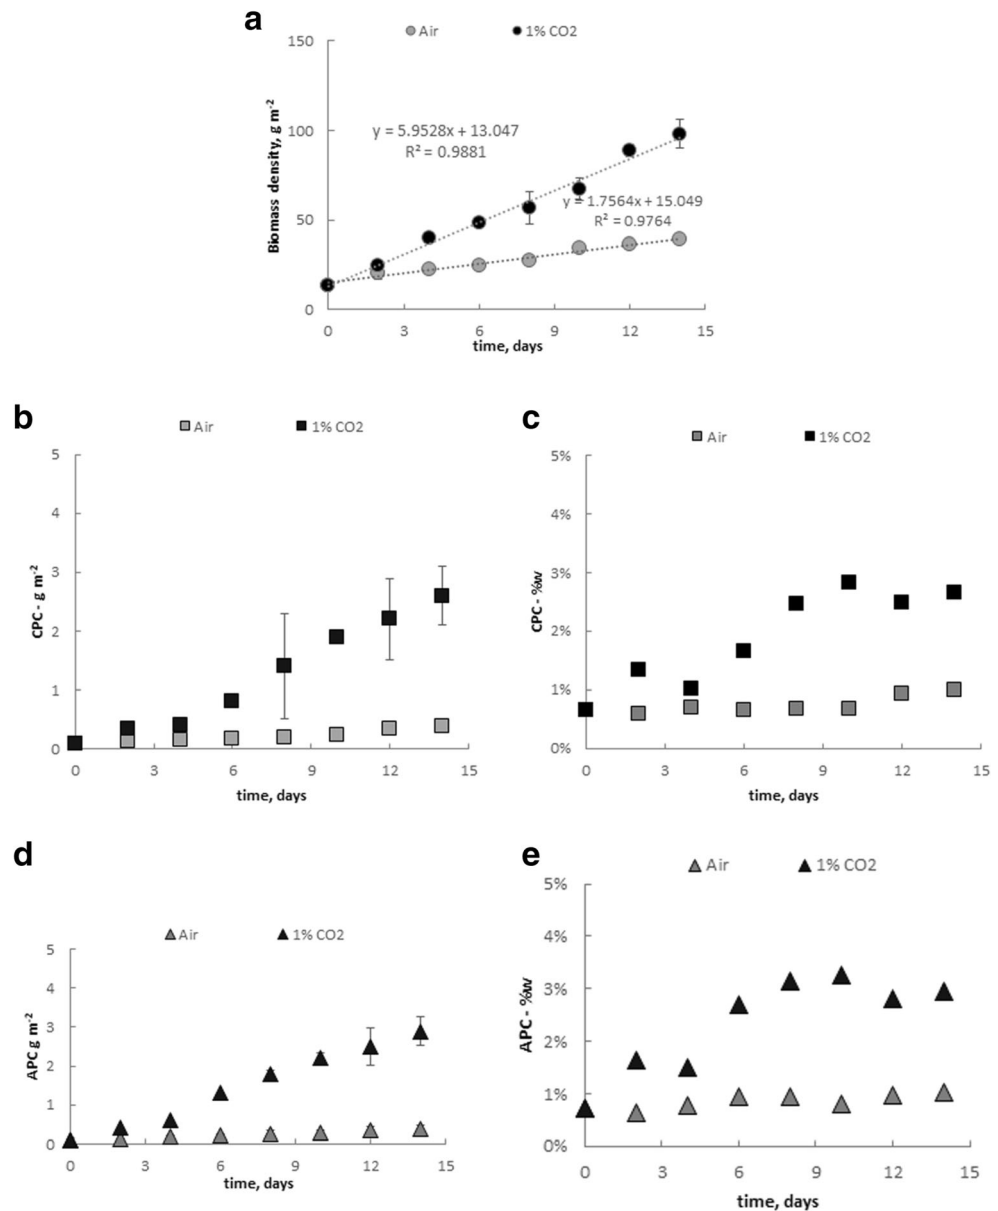 a
Air 1% CO2
150
100
50
0
Biomass density, g m-2
y = 5.9528x + 13.047
R² = 0.9881
y = 1.7564x + 15.049
R² = 0.9764
0 3 6 9 12 15
time, days
b
Air 1% CO2
5
4
3
2
1
0
CPC - g m-2
0 3 6 9 12 15
time, days
c
Air 1% CO2
5%
4%
3%
2%
1%
0%
CPC - %w
0 3 6 9 12 15
time, days
d
Air 1% CO2
5
4
3
2
1
0
APC g m-2
0 3 6 9 12 15
time, days
e
Air 1% CO2
5%
4%
3%
2%
1%
0%
APC - %w
0 3 6 9 12 15
time, days